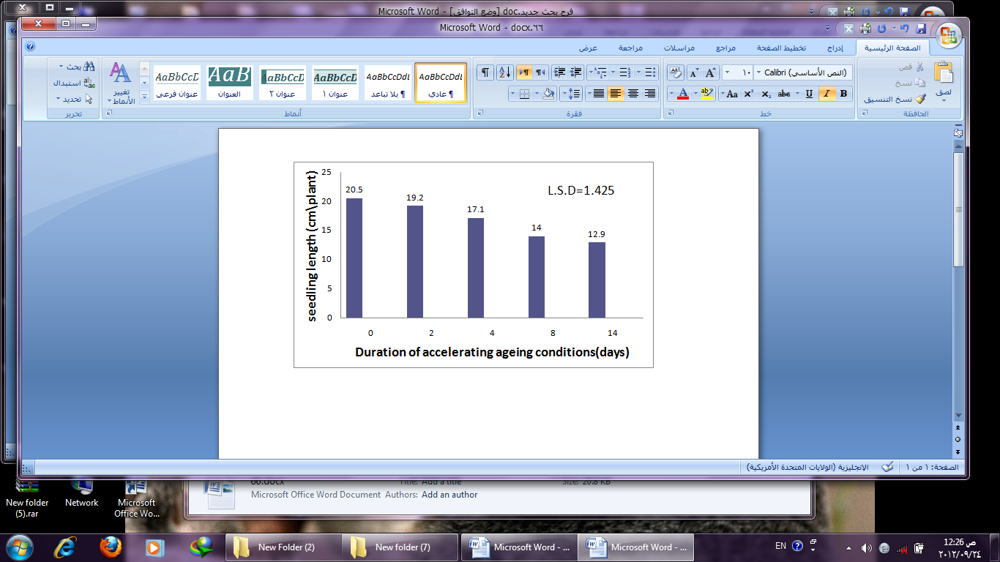 فرح بحث جديد.doc [وضع التوافق] - Microsoft Word
٦٦.docx - Microsoft Word
الصفحة الرئيسية
إدراج
تخطيط الصفحة
مراجع
مراسلات
مراجعة
عرض
لصق
قص
نسخ
نسخ التنسيق
الحافظة
Calibri (النص الأساسي)
١٠
B I U abc X₂ X² Aa
خط
فقرة
AaBbCcDdI
¶ عادي
AaBbCcDdI
¶ بلا تباعد
AaBbCcD
عنوان ١
AaBbCcD
عنوان ٢
AaB
العنوان
AaBbCcD
عنوان فرعي
تغيير الأنماط
أنماط
بحث
استبدال
تحديد
تحرير
L.S.D=1.425
seedling length (cm\plant)
25
20
15
10
5
0
20.5
19.2
17.1
14
12.9
0 2 4 8 14
Duration of accelerating ageing conditions(days)
الصفحة: ١ من ١
الإنجليزية (الولايات المتحدة الأمريكية)
66.docx Title: Add a title Size: 20.8 KB
Microsoft Office Word Document Authors: Add an author
New folder (5).rar
Network
Microsoft Office Wo...
New Folder (2)
New folder (7)
Microsoft Word - ...
Microsoft Word - ...
EN
12:26 ص
٢٠١٢/٠٩/٢٤